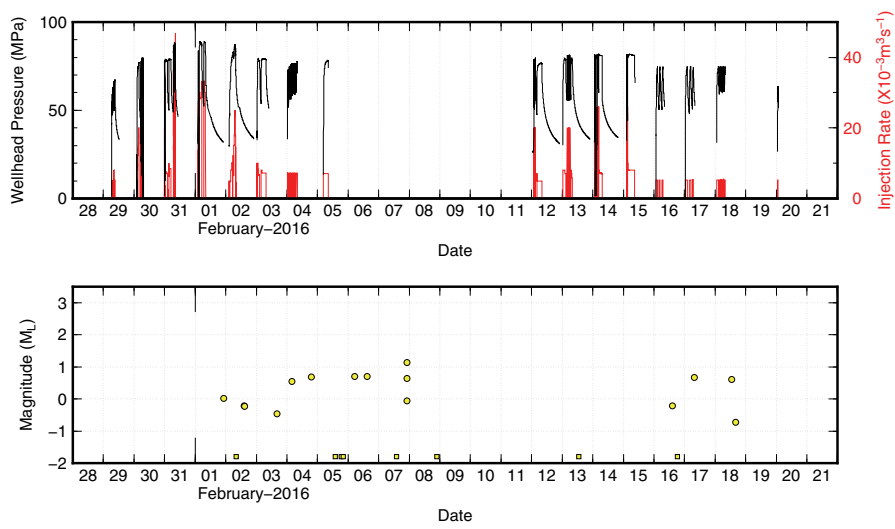 Wellhead Pressure (MPa)
100
50
0
40
20
0
Injection Rate (X10⁻³m³s⁻¹)
28 29 30 31 01 02 03 04 05 06 07 08 09 10 11 12 13 14 15 16 17 18 19 20 21
February−2016
Date
Magnitude (M_L)
3
2
1
0
−1
−2
28 29 30 31 01 02 03 04 05 06 07 08 09 10 11 12 13 14 15 16 17 18 19 20 21
February−2016
Date